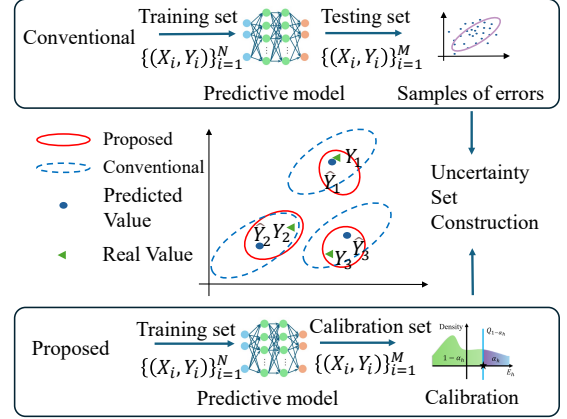 Conventional
Training set
{(X_i, Y_i)}_{i=1}^N
Predictive model
Testing set
{(X_i, Y_i)}_{i=1}^M
Samples of errors
Proposed
Conventional
Predicted
Value
Real Value
Y_1
Ŷ_1
Ŷ_2
Y_2
Ŷ_3
Y_3
Uncertainty
Set
Construction
Proposed
Training set
{(X_i, Y_i)}_{i=1}^N
Predictive model
Calibration set
{(X_i, Y_i)}_{i=1}^M
Density
Q_{1-α_h}
1 − α_h
α_h
E_h
Calibration